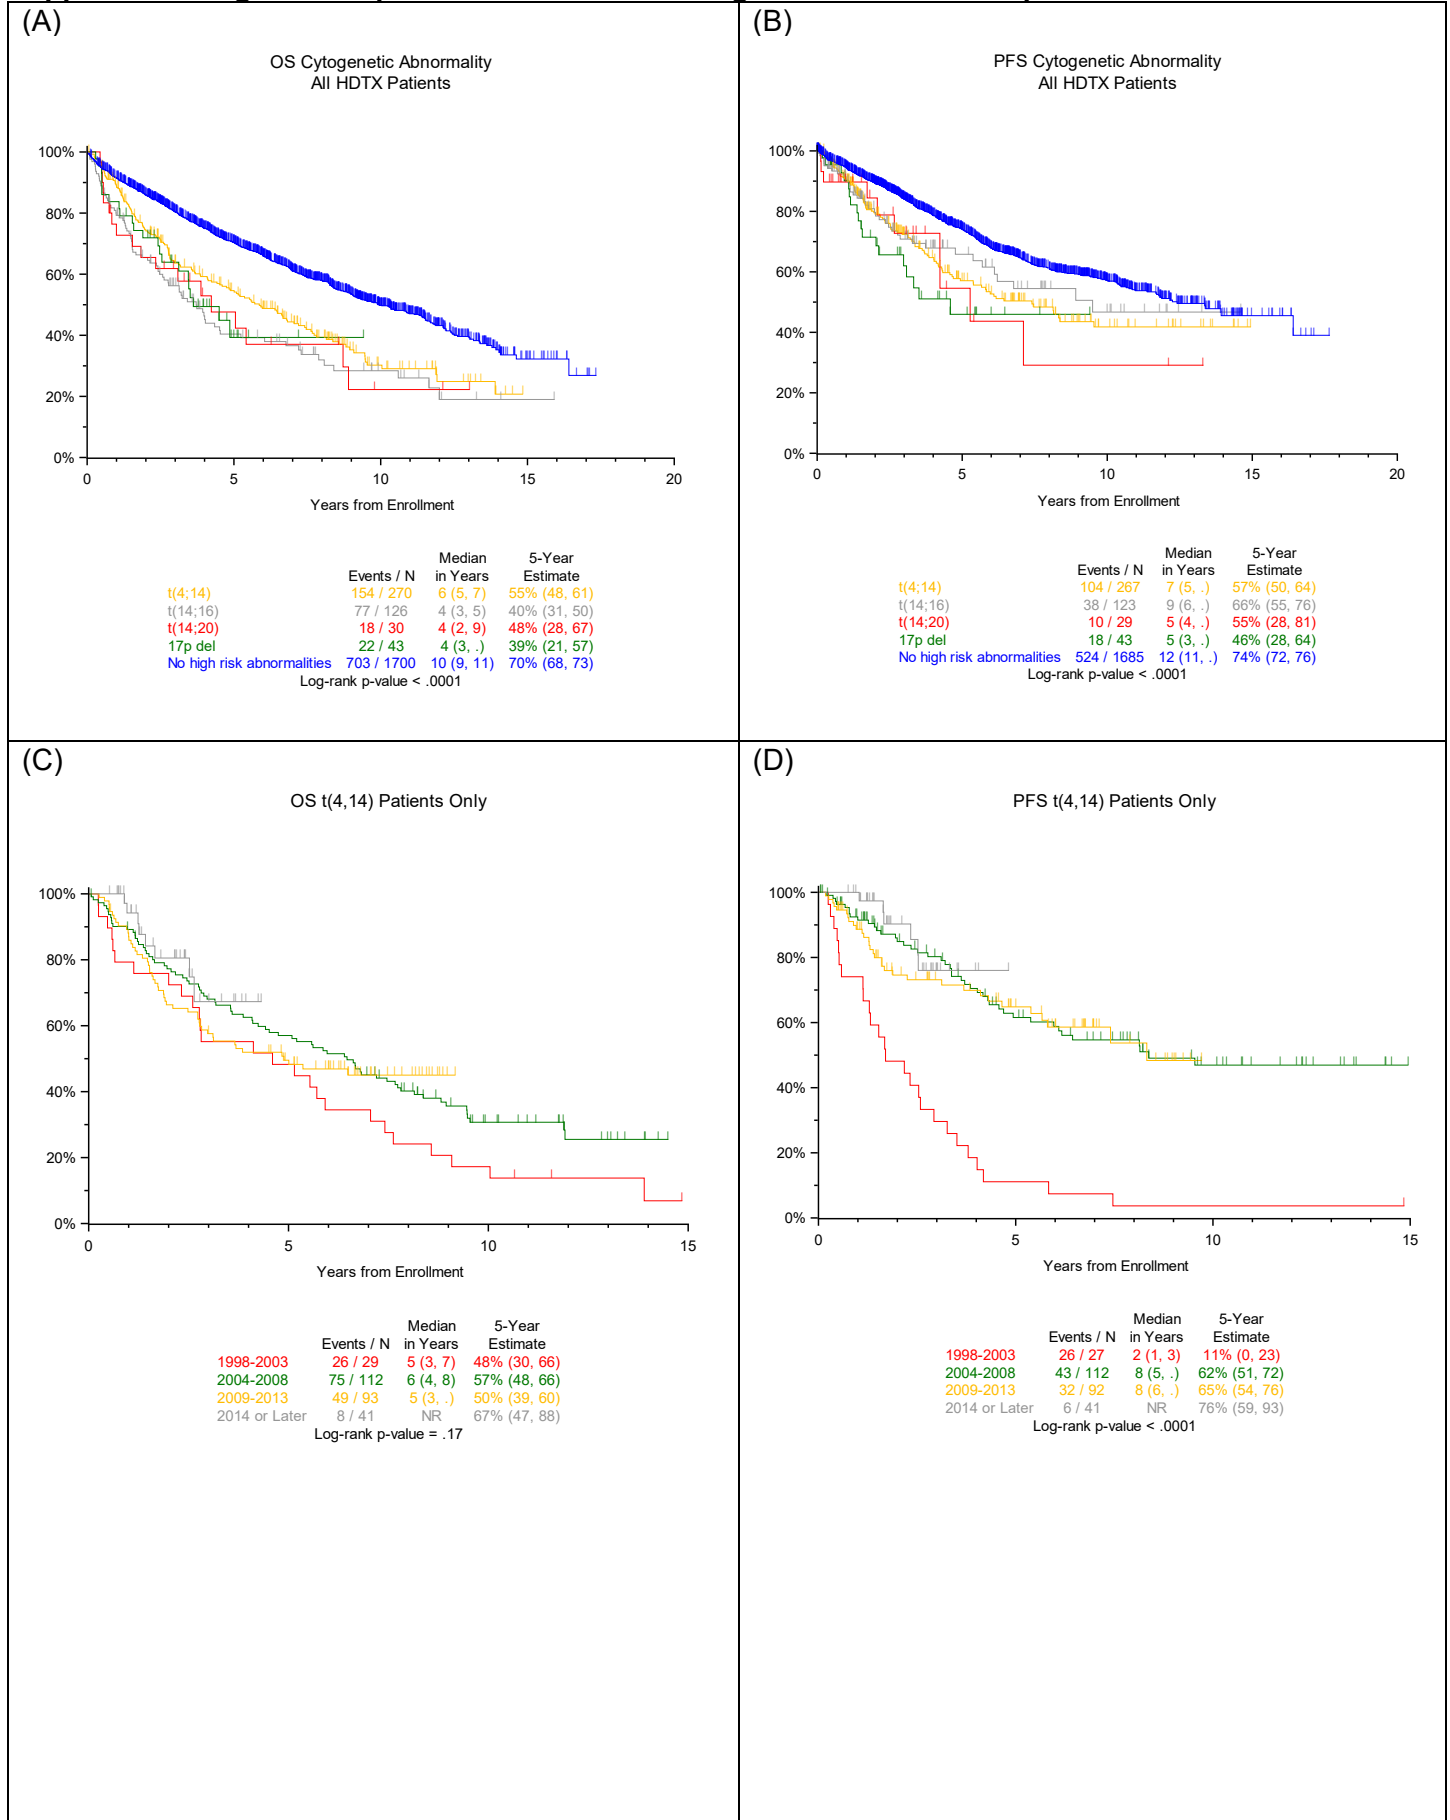 (A)
OS Cytogenetic Abnormality
All HDTX Patients
100%
80%
60%
40%
20%
0%
0 5 10 15 20
Years from Enrollment
Events / N Median in Years 5-Year Estimate
t(4;14) 154 / 270 6 (5, 7) 55% (48, 61)
t(14;16) 77 / 126 4 (3, 5) 40% (31, 50)
t(14;20) 18 / 30 4 (2, 9) 48% (28, 67)
17p del 22 / 43 4 (3, .) 39% (21, 57)
No high risk abnormalities 703 / 1700 10 (9, 11) 70% (68, 73)
Log-rank p-value < .0001
(B)
PFS Cytogenetic Abnormality
All HDTX Patients
100%
80%
60%
40%
20%
0%
0 5 10 15 20
Years from Enrollment
Events / N Median in Years 5-Year Estimate
t(4;14) 104 / 267 7 (5, .) 57% (50, 64)
t(14;16) 38 / 123 9 (6, .) 66% (55, 76)
t(14;20) 10 / 29 5 (4, .) 55% (28, 81)
17p del 18 / 43 5 (3, .) 46% (28, 64)
No high risk abnormalities 524 / 1685 12 (11, .) 74% (72, 76)
Log-rank p-value < .0001
(C)
OS t(4,14) Patients Only
100%
80%
60%
40%
20%
0%
0 5 10 15
Years from Enrollment
Events / N Median in Years 5-Year Estimate
1998-2003 26 / 29 5 (3, 7) 48% (30, 66)
2004-2008 75 / 112 6 (4, 8) 57% (48, 66)
2009-2013 49 / 93 5 (3, .) 50% (39, 60)
2014 or Later 8 / 41 NR 67% (47, 88)
Log-rank p-value = .17
(D)
PFS t(4,14) Patients Only
100%
80%
60%
40%
20%
0%
0 5 10 15
Years from Enrollment
Events / N Median in Years 5-Year Estimate
1998-2003 26 / 27 2 (1, 3) 11% (0, 23)
2004-2008 43 / 112 8 (5, .) 62% (51, 72)
2009-2013 32 / 92 8 (6, .) 65% (54, 76)
2014 or Later 6 / 41 NR 76% (59, 93)
Log-rank p-value < .0001